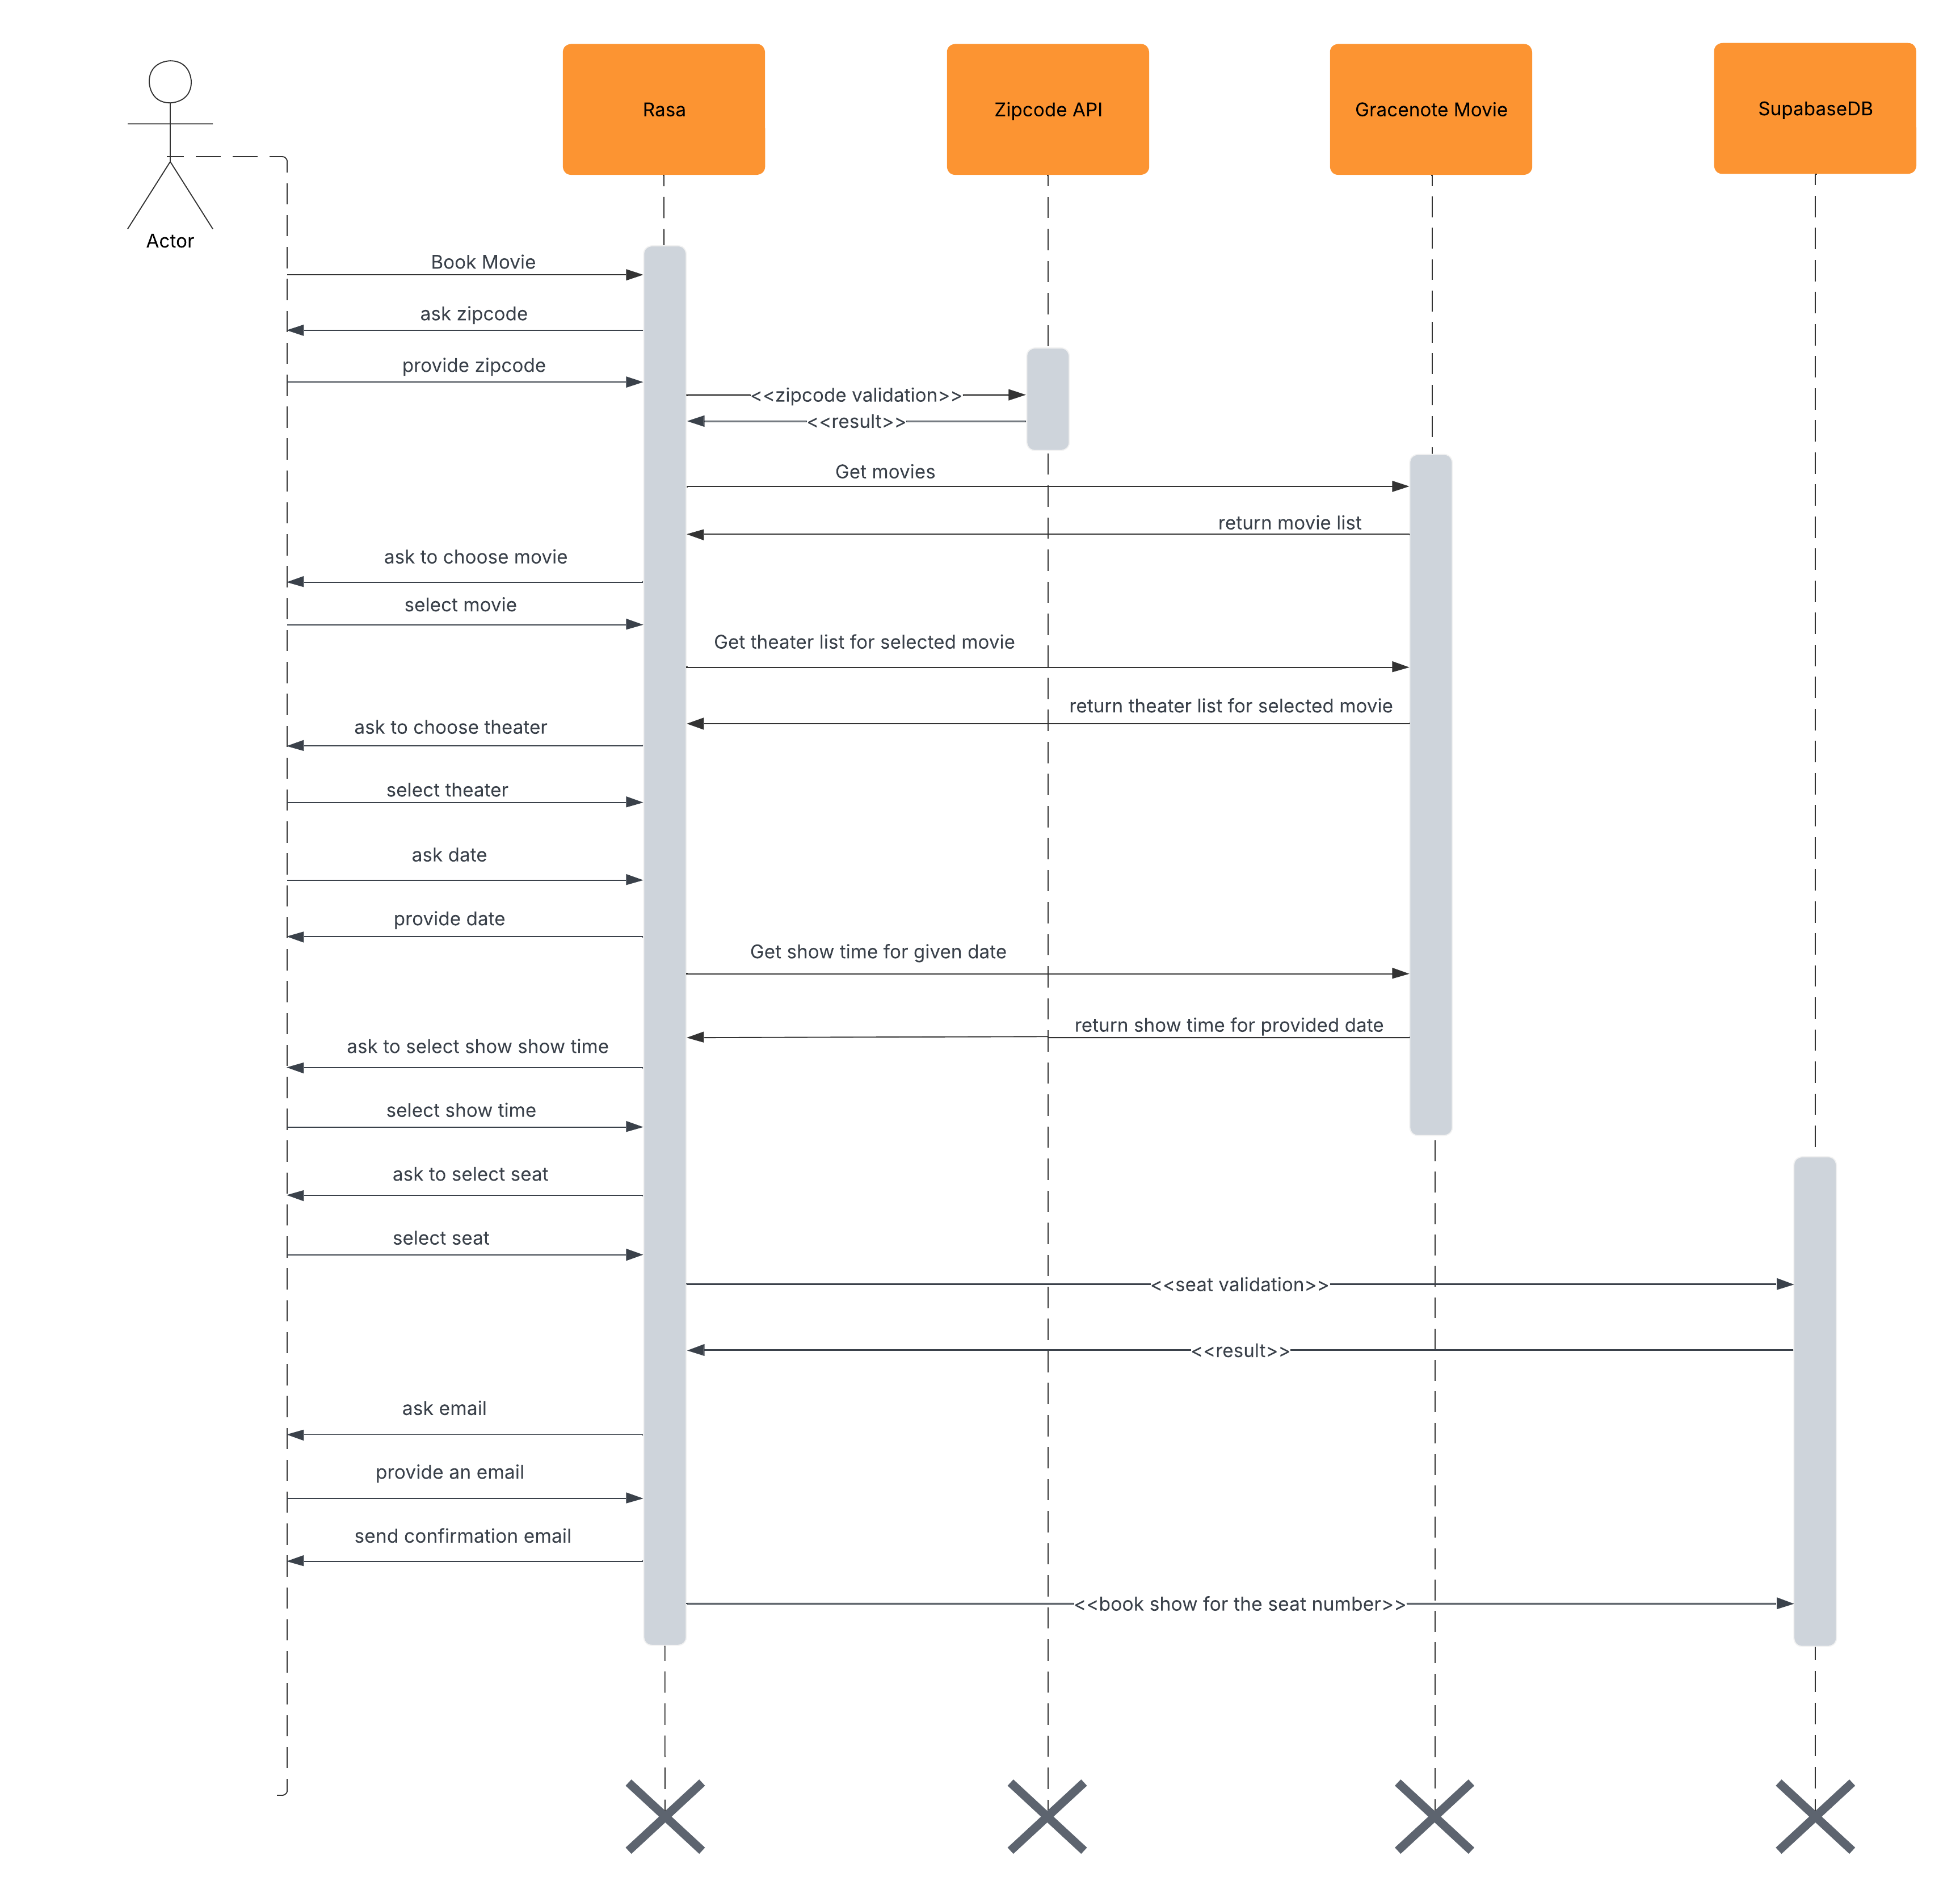 Rasa
Zipcode API
Gracenote Movie
SupabaseDB
Actor
Book Movie
ask zipcode
provide zipcode
<<zipcode validation>>
<<result>>
Get movies
return movie list
ask to choose movie
select movie
Get theater list for selected movie
return theater list for selected movie
ask to choose theater
select theater
ask date
provide date
Get show time for given date
return show time for provided date
ask to select show show time
select show time
ask to select seat
select seat
<<seat validation>>
<<result>>
ask email
provide an email
send confirmation email
<<book show for the seat number>>